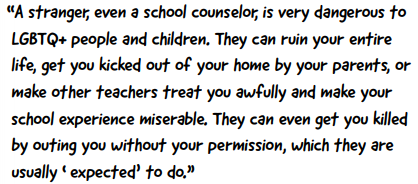 “A stranger, even a school counselor, is very dangerous to
LGBTQ+ people and children. They can ruin your entire
life, get you kicked out of your home by your parents, or
make other teachers treat you awfully and make your
school experience miserable. They can even get you killed
by outing you without your permission, which they are
usually ‘ expected’ to do.”